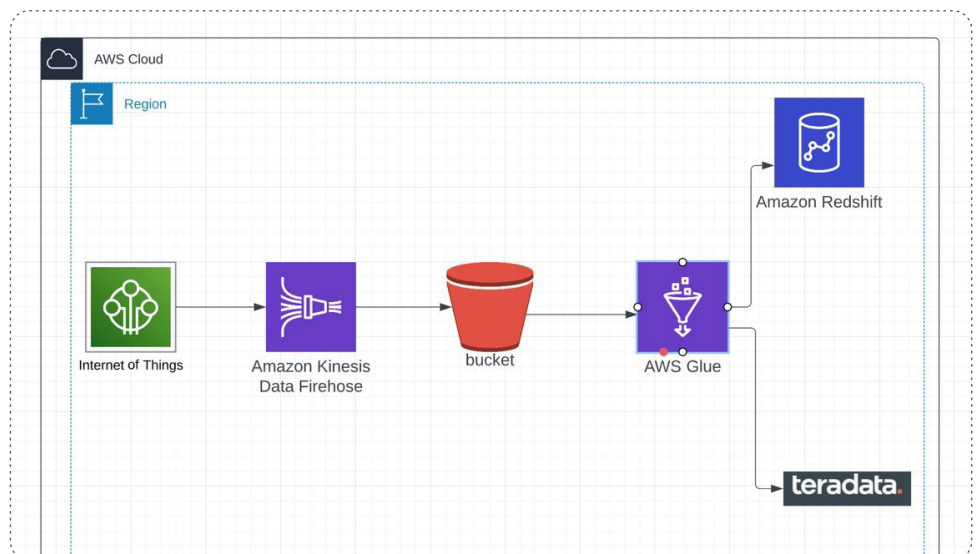 AWS Cloud
Region
Amazon Redshift
Internet of Things
Amazon Kinesis
Data Firehose
bucket
AWS Glue
teradata.